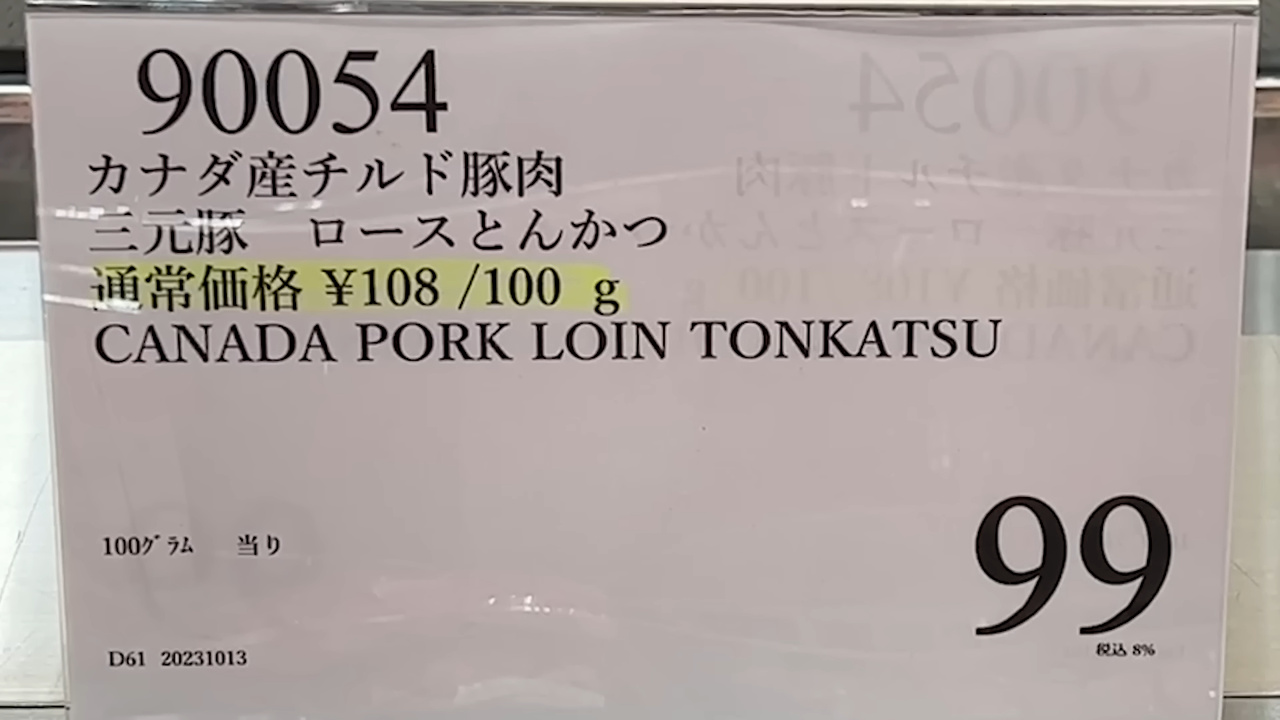 90054
カナダ産チルド豚肉
三元豚　ロースとんかつ
通常価格 ¥108 /100 g
CANADA PORK LOIN TONKATSU
100ｸﾞﾗﾑ 当り
99
税込 8%
D61 20231013